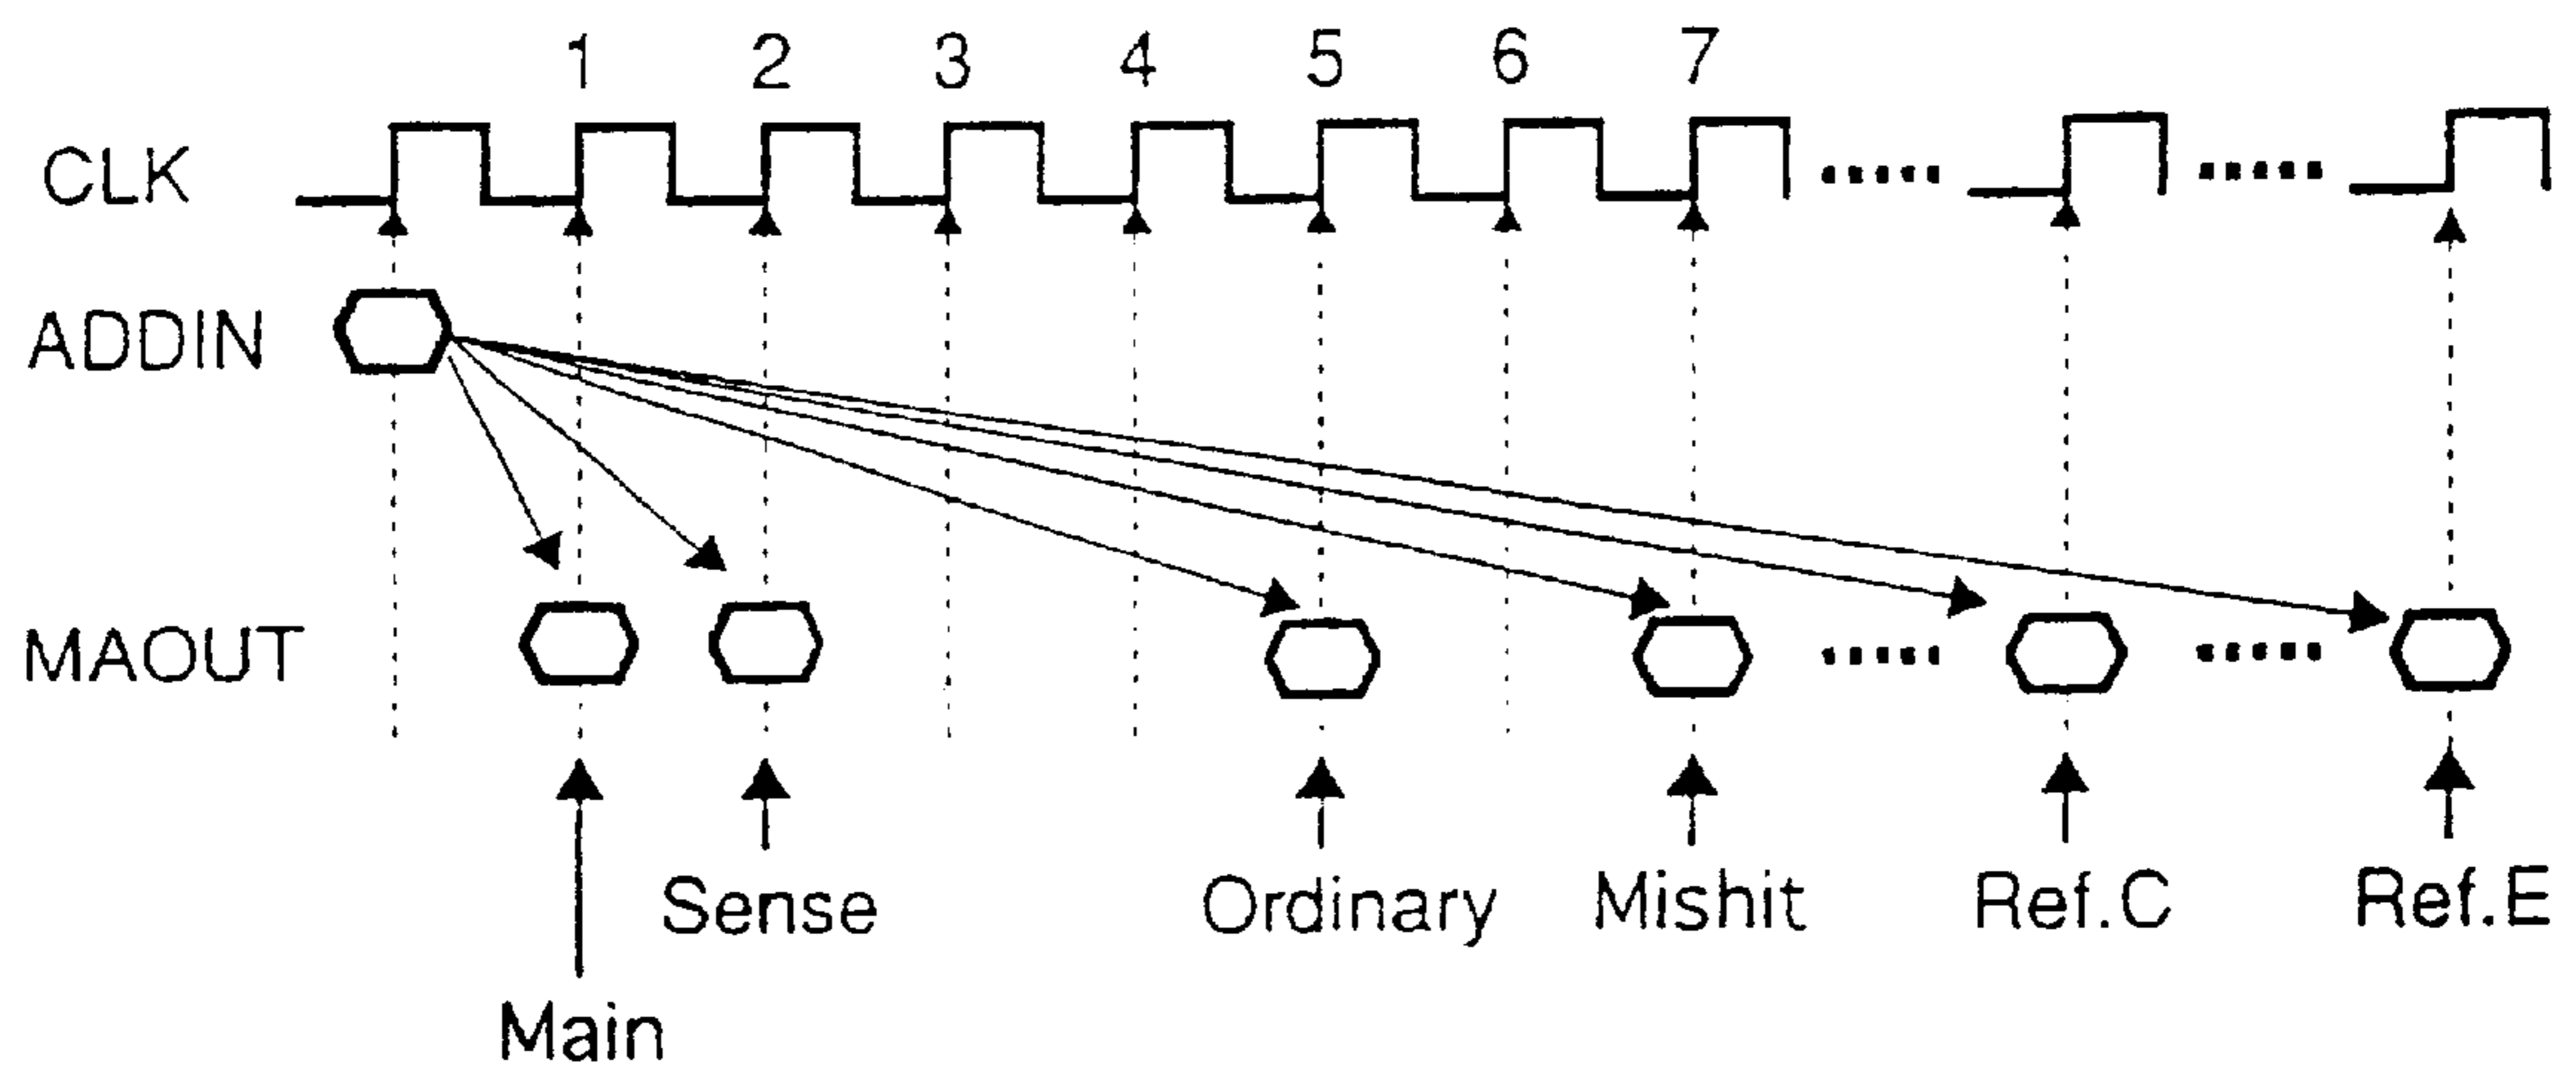 1 2 3 4 5 6 7
CLK
ADDIN
MAOUT
Sense Ordinary Mishit Ref.C Ref.E
Main